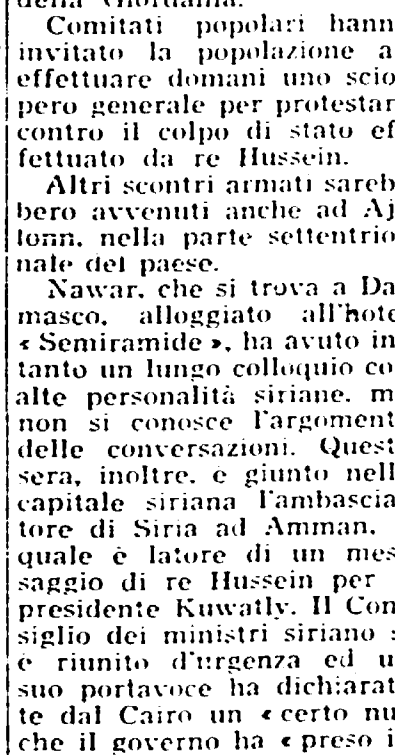 della Giordania.
Comitati popolari hann
invitato la popolazione a
effettuare domani uno scio
pero generale per protestar
contro il colpo di stato ef
fettuato da re Hussein.
Altri scontri armati sareb
bero avvenuti anche ad Aj
lonn, nella parte settentrio
nale del paese.
Nawar, che si trova a Da
masco, alloggiato all'hote
« Semiramide », ha avuto in
tanto un lungo colloquio co
alte personalità siriane, m
non si conosce l'argoment
delle conversazioni. Quest
sera, inoltre, è giunto nell
capitale siriana l'ambascia
tore di Siria ad Amman,
quale è latore di un mes
saggio di re Hussein per
presidente Kuwatly. Il Con
siglio dei ministri siriano
è riunito d'urgenza ed u
suo portavoce ha dichiarat
te dal Cairo un « certo nu
che il governo ha « preso i